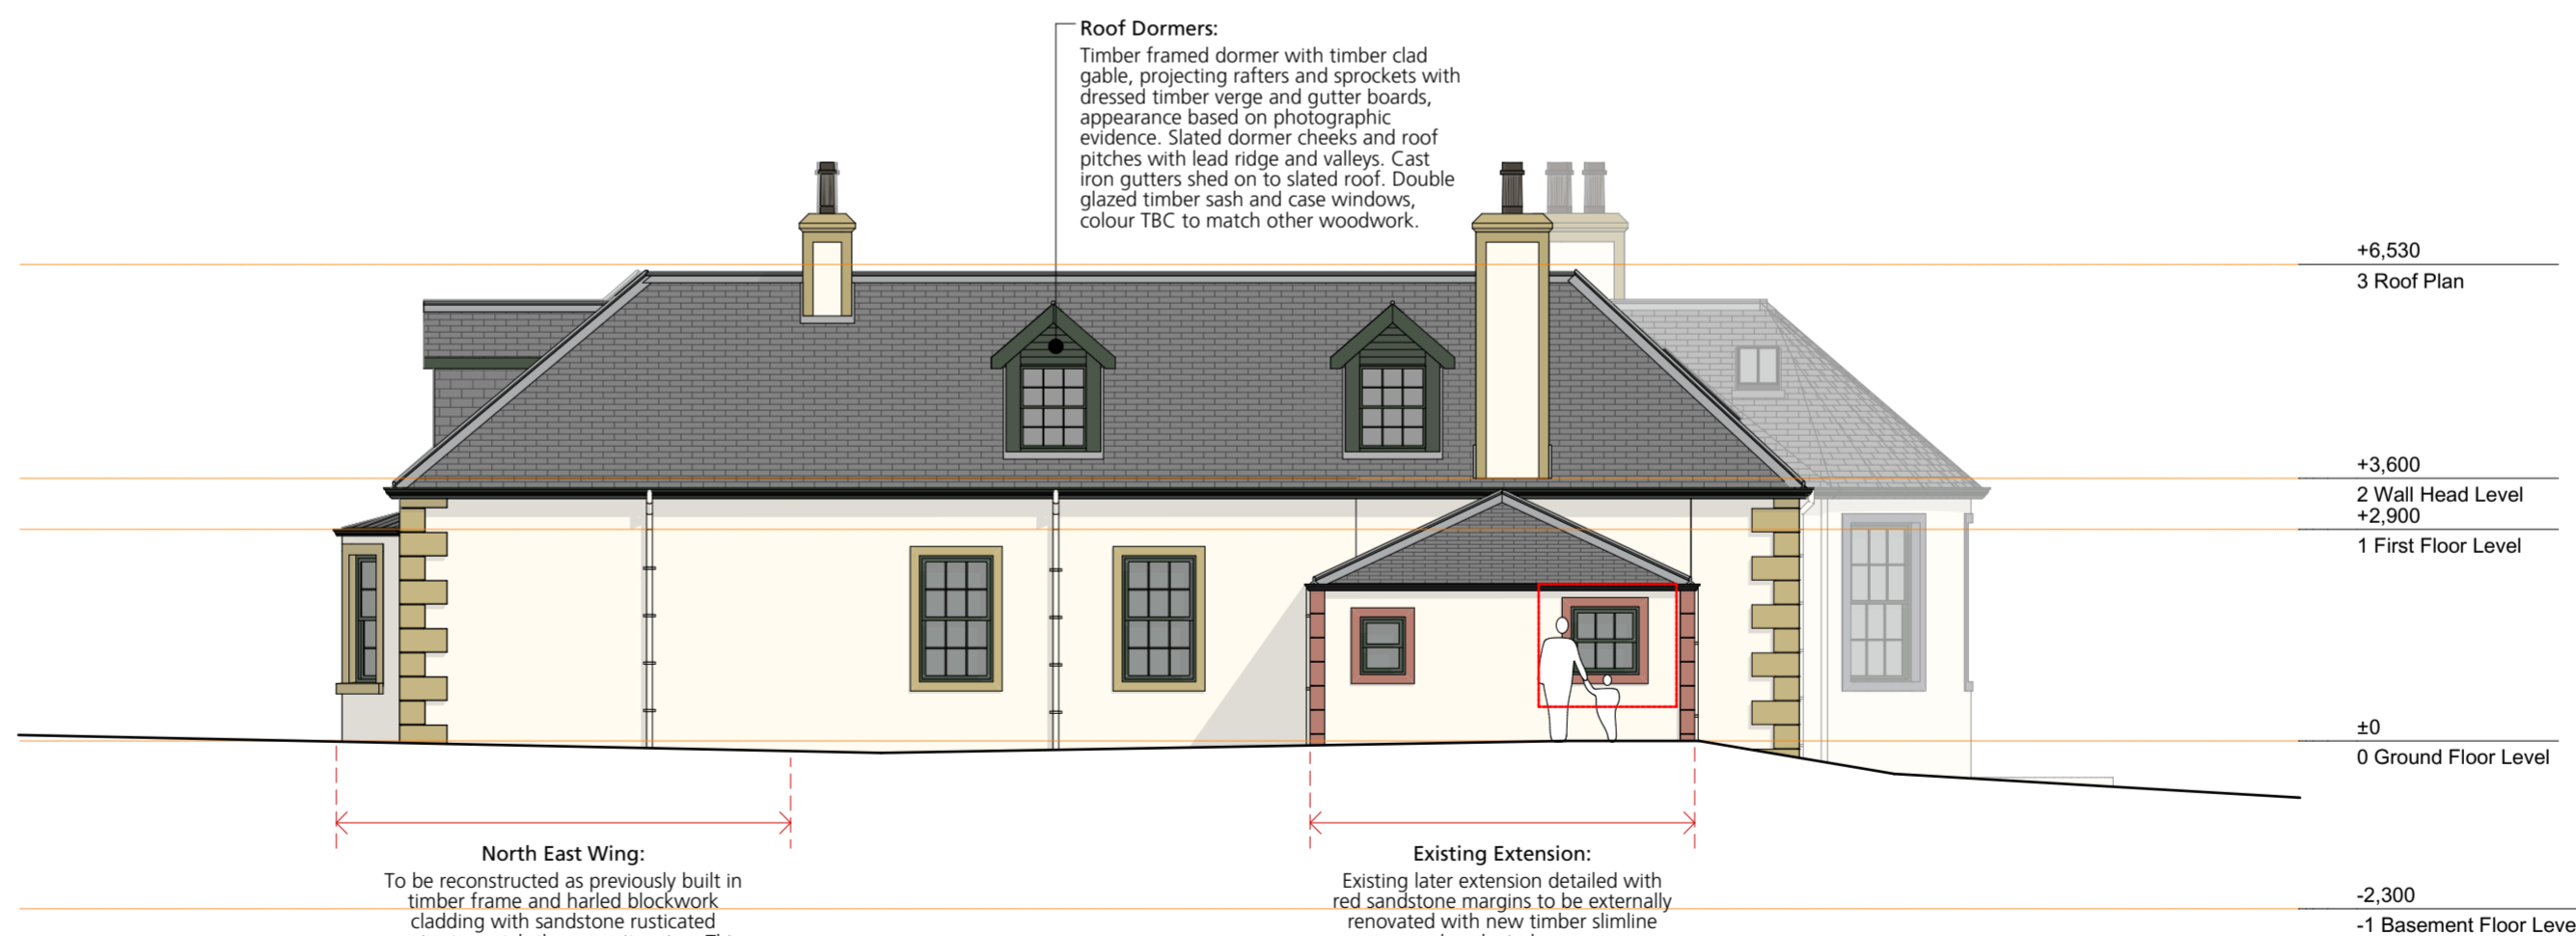 Roof Dormers:
Timber framed dormer with timber clad
gable, projecting rafters and sprockets with
dressed timber verge and gutter boards,
appearance based on photographic
evidence. Slated dormer cheeks and roof
pitches with lead ridge and valleys. Cast
iron gutters shed on to slated roof. Double
glazed timber sash and case windows,
colour TBC to match other woodwork.
+6,530
3 Roof Plan
+3,600
2 Wall Head Level
+2,900
1 First Floor Level
±0
0 Ground Floor Level
North East Wing:
To be reconstructed as previously built in
timber frame and harled blockwork
cladding with sandstone rusticated
Existing Extension:
Existing later extension detailed with
red sandstone margins to be externally
renovated with new timber slimline
-2,300
-1 Basement Floor Leve